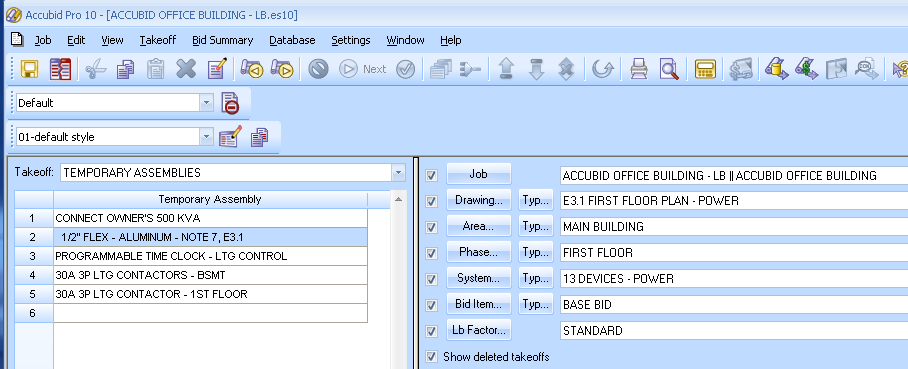 Accubid Pro 10 - [ACCUBID OFFICE BUILDING - LB.es10]
Job Edit View Takeoff Bid Summary Database Settings Window Help
Next
Default
01-default style
Takeoff: TEMPORARY ASSEMBLIES
Temporary Assembly
1 CONNECT OWNER'S 500 KVA
2 1/2" FLEX - ALUMINUM - NOTE 7, E3.1
3 PROGRAMMABLE TIME CLOCK - LTG CONTROL
4 30A 3P LTG CONTACTORS - BSMT
5 30A 3P LTG CONTACTOR - 1ST FLOOR
6
Job ACCUBID OFFICE BUILDING - LB || ACCUBID OFFICE BUILDING
Drawing... Typ... E3.1 FIRST FLOOR PLAN - POWER
Area... Typ... MAIN BUILDING
Phase... Typ... FIRST FLOOR
System... Typ... 13 DEVICES - POWER
Bid Item... Typ... BASE BID
Lb Factor... STANDARD
Show deleted takeoffs